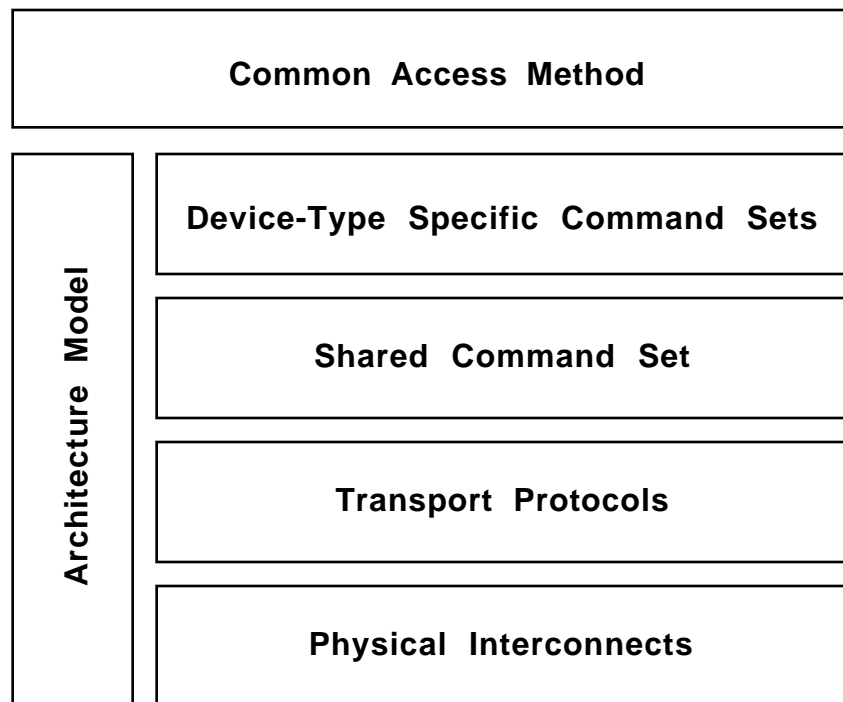 Common Access Method
Architecture Model
Device-Type Specific Command Sets
Shared Command Set
Transport Protocols
Physical Interconnects